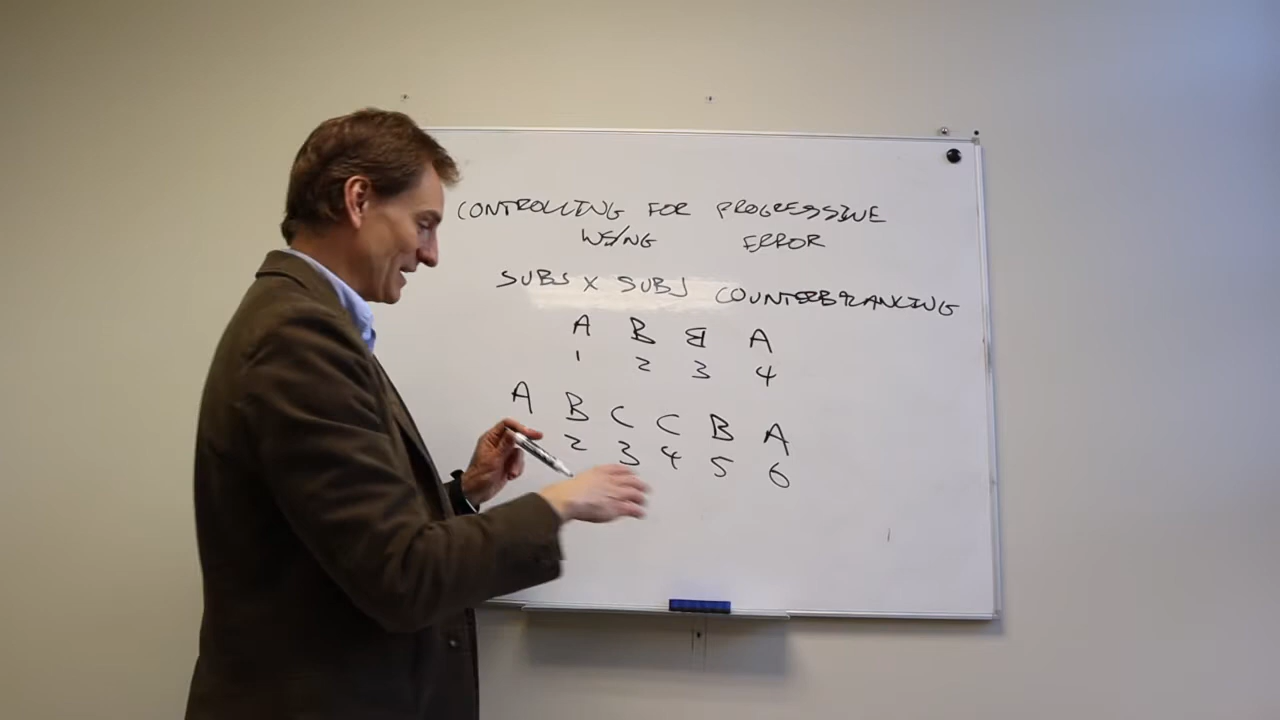 CONTROLLING FOR PROGRESSIVE
USING ERROR
SUBJ X SUBJ COUNTERBALANCING
A B B A
1 2 3 4
A B C C B A
2 3 4 5 6